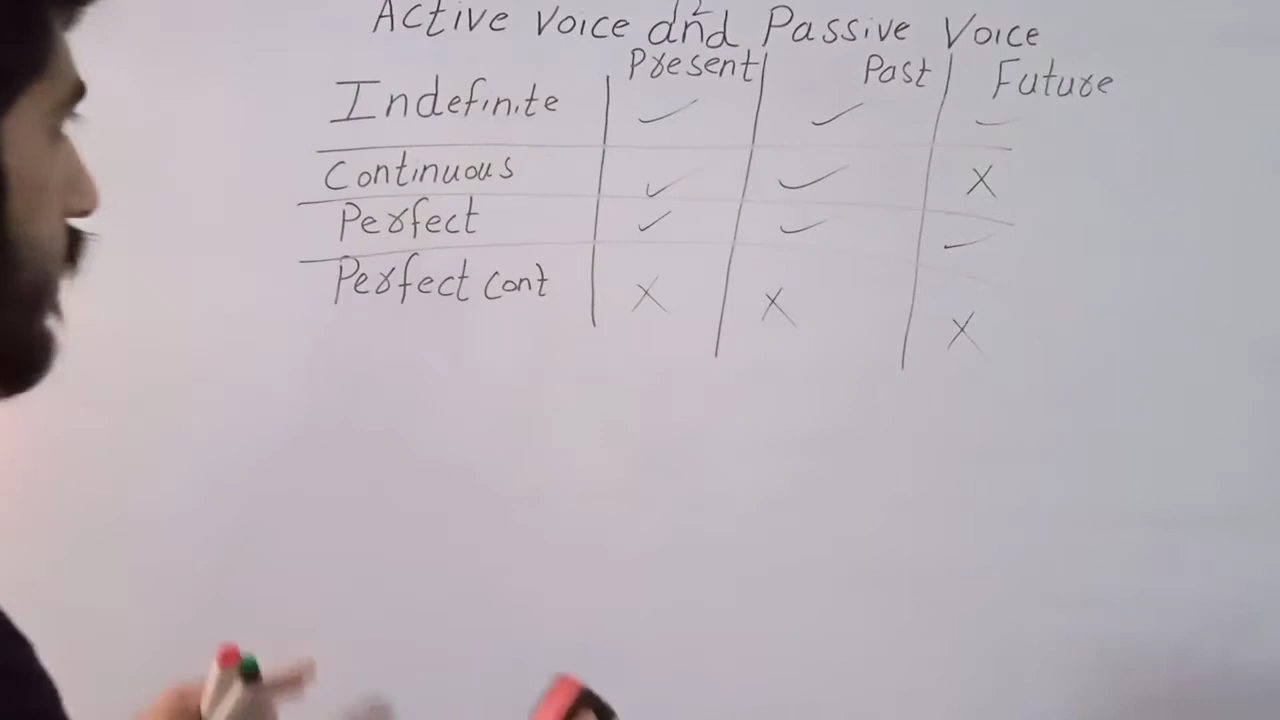 Active Voice and Passive Voice
Present Past Future
Indefinite ✓ ✓ ✓
Continuous ✓ ✓ X
Perfect ✓ ✓ ✓
Perfect cont X X X